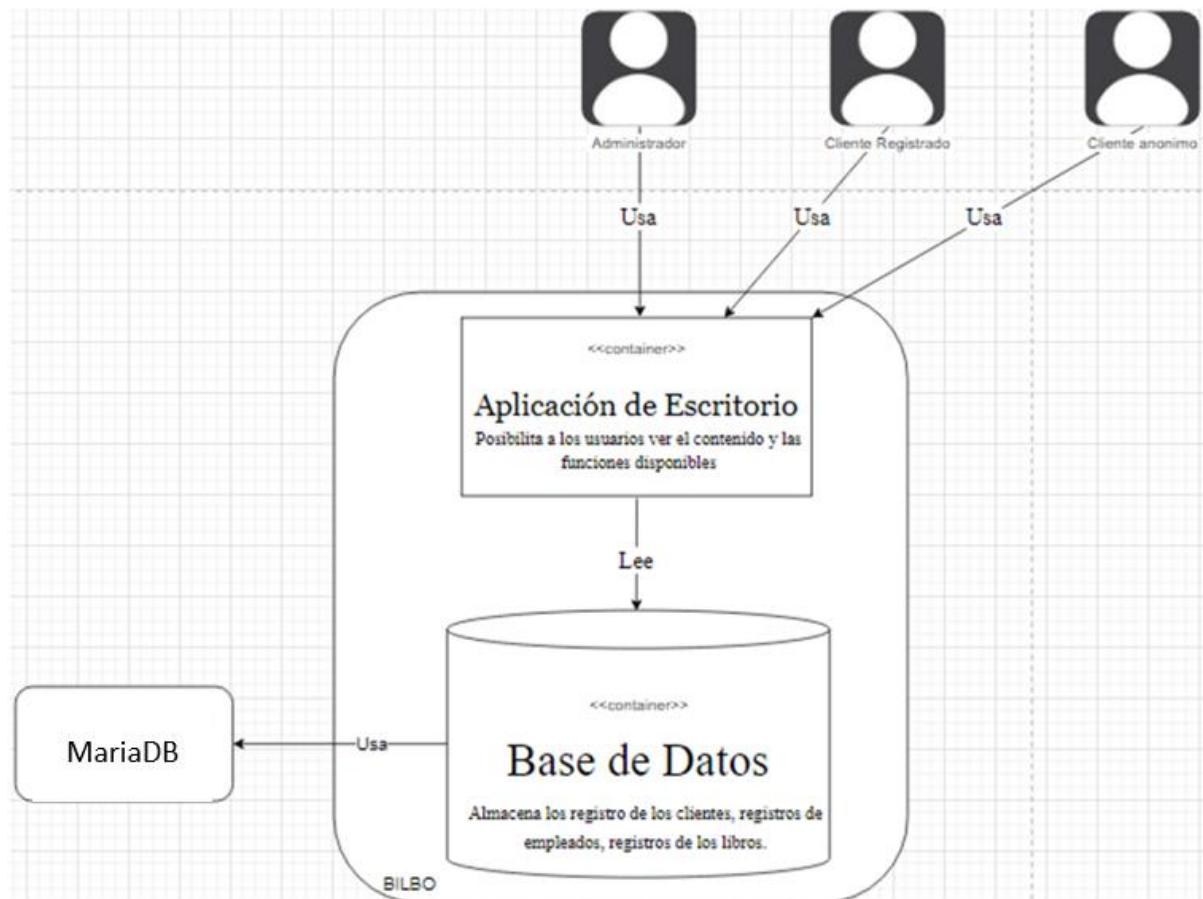 Administrador
Cliente Registrado
Cliente anonimo
Usa
Usa
Usa
<<container>>
Aplicación de Escritorio
Posibilita a los usuarios ver el contenido y las
funciones disponibles
Lee
<<container>>
MariaDB
Usa
Base de Datos
Almacena los registro de los clientes, registros de
empleados, registros de los libros.
BILBO